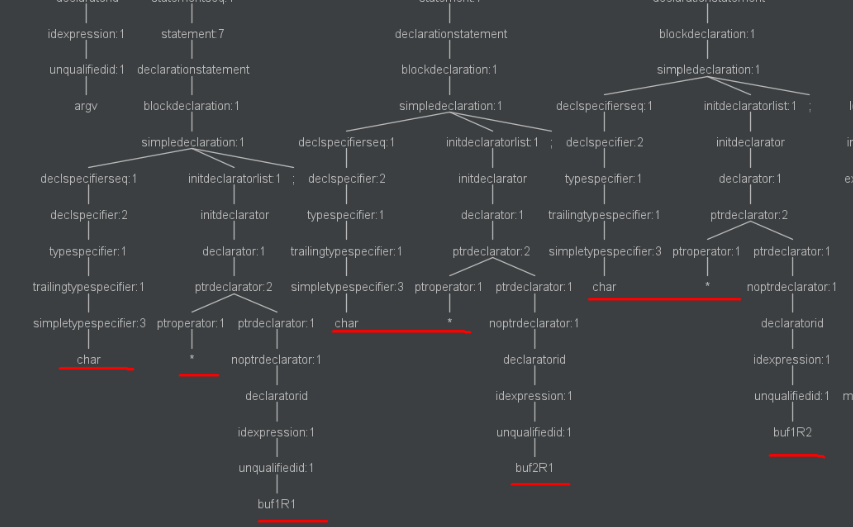 idexpression:1 statement:7 declarationstatement blockdeclaration:1
unqualifiedid:1 declarationstatement blockdeclaration:1 simpledeclaration:1
argv blockdeclaration:1 simpledeclaration:1 declspecifierseq:1 initdeclaratorlist:1 ;
simpledeclaration:1 declspecifierseq:1 initdeclaratorlist:1 ; declspecifier:2 initdeclarator
declspecifierseq:1 initdeclaratorlist:1 ; declspecifier:2 initdeclarator typespecifier:1 declarator:1
declspecifier:2 initdeclarator typespecifier:1 declarator:1 trailingtypespecifier:1 ptrdeclarator:2
typespecifier:1 declarator:1 trailingtypespecifier:1 ptrdeclarator:2 simpletypespecifier:3 ptroperator:1 ptrdeclarator:1
trailingtypespecifier:1 ptrdeclarator:2 simpletypespecifier:3 ptroperator:1 ptrdeclarator:1 char * noptrdeclarator:1
simpletypespecifier:3 ptroperator:1 ptrdeclarator:1 char * noptrdeclarator:1 declaratorid
char * noptrdeclarator:1 declaratorid idexpression:1
declaratorid idexpression:1 unqualifiedid:1
idexpression:1 unqualifiedid:1 buf1R2
unqualifiedid:1 buf2R1
buf1R1